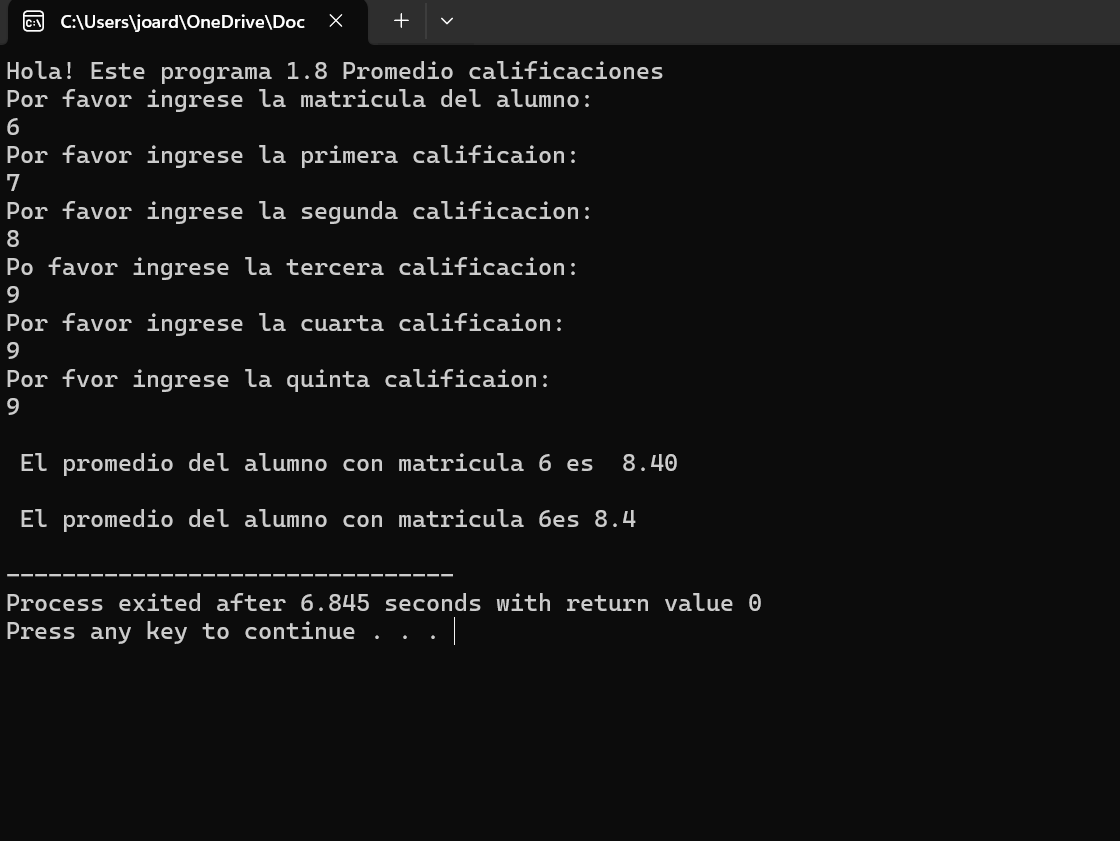 C:\Users\joard\OneDrive\Doc
Hola! Este programa 1.8 Promedio calificaciones
Por favor ingrese la matricula del alumno:
6
Por favor ingrese la primera calificaion:
7
Por favor ingrese la segunda calificacion:
8
Po favor ingrese la tercera calificacion:
9
Por favor ingrese la cuarta calificaion:
9
Por fvor ingrese la quinta calificaion:
9
El promedio del alumno con matricula 6 es  8.40
El promedio del alumno con matricula 6es 8.4
--------------------------------
Process exited after 6.845 seconds with return value 0
Press any key to continue . . .